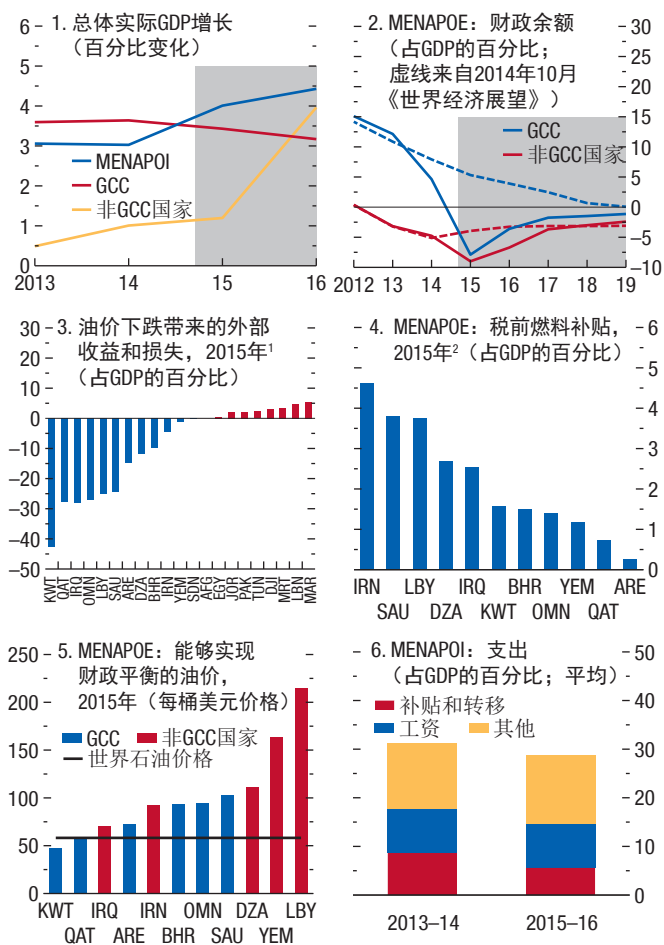 1. 总体实际GDP增长
（百分比变化）
6
5
4
3
2
1
0
MENAPOI
GCC
非GCC国家
2013 14 15 16
2. MENAPOE：财政余额
（占GDP的百分比；
虚线来自2014年10月
《世界经济展望》）
30
25
20
15
10
5
0
–5
–10
GCC
非GCC国家
2012 13 14 15 16 17 18 19
3. 油价下跌带来的外部
收益和损失，2015年¹
（占GDP的百分比）
30
20
10
0
–10
–20
–30
–40
–50
KWT QAT IRQ OMN LBY SAU ARE DZA BHR IRN YEM SDN AFG EGY JOR PAK TUN DJI MRT LBN MAR
4. MENAPOE：税前燃料补贴，
2015年²（占GDP的百分比）
6
5
4
3
2
1
0
IRN LBY IRQ BHR YEM ARE
SAU DZA KWT OMN QAT
5. MENAPOE：能够实现
财政平衡的油价，
2015年（每桶美元价格）
250
200
150
100
50
0
GCC 非GCC国家
世界石油价格
KWT IRQ IRN OMN DZA LBY
QAT ARE BHR SAU YEM
6. MENAPOI：支出
（占GDP的百分比；平均）
50
40
30
20
10
0
补贴和转移
工资 其他
2013–14 2015–16